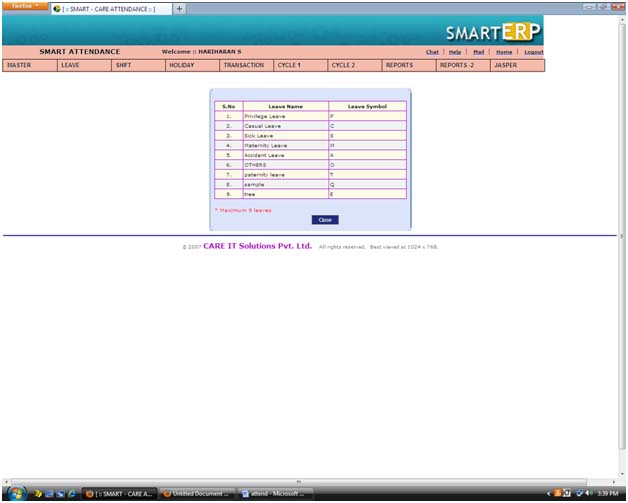 Firefox
[ :: SMART - CARE ATTENDANCE :: ]
SMARTERP
SMART ATTENDANCE Welcome :: HARIHARAN S Chat | Help | Mail | Home | Logout
MASTER LEAVE SHIFT HOLIDAY TRANSACTION CYCLE 1 CYCLE 2 REPORTS REPORTS -2 JASPER
S.No Leave Name Leave Symbol
1. Privilege Leave P
2. Casual Leave C
3. Sick Leave S
4. Maternity Leave M
5. Accident Leave A
6. OTHERS O
7. paternity leave T
8. sample Q
9. tree E
* Maximum 9 leaves
Close
© 2007 CARE IT Solutions Pvt. Ltd. All rights reserved. Best viewed at 1024 x 768.
[ :: SMART - CARE A... Untitled Document ... attend - Microsoft ... 3:39 PM